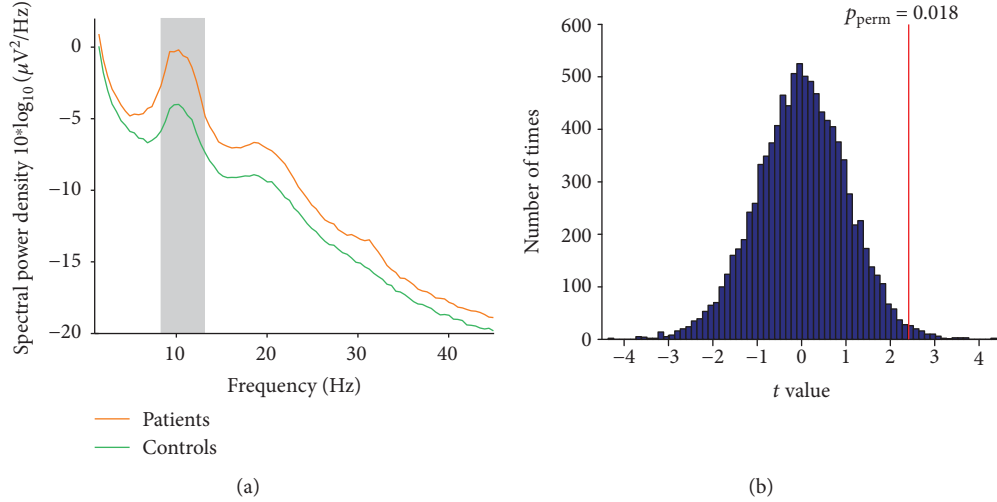 Spectral power density 10*log10 (μV2/Hz)
0
−5
−10
−15
−20
10
20
30
40
Frequency (Hz)
Patients
Controls
(a)
pperm = 0.018
Number of times
600
500
400
300
200
100
0
−4
−3
−2
−1
0
1
2
3
4
t value
(b)